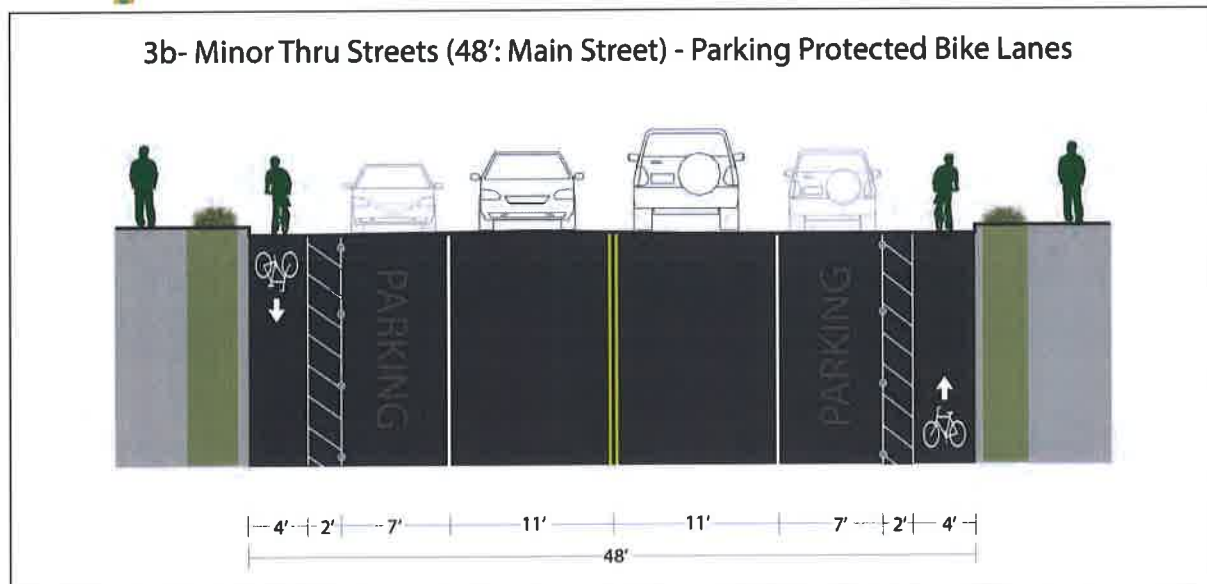 3b- Minor Thru Streets (48': Main Street) - Parking Protected Bike Lanes
PARKING
PARKING
4' 2' 7' 11' 11' 7' 2' 4'
48'